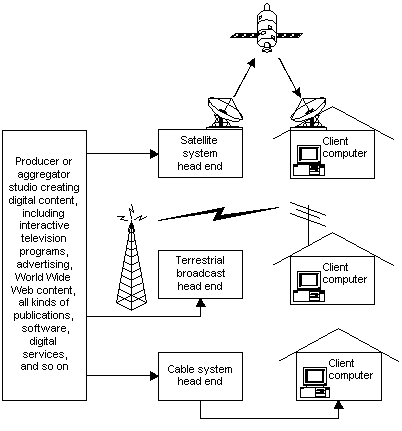 Producer or
aggregator
studio creating
digital content,
including
interactive
television
programs,
advertising,
World Wide
Web content,
all kinds of
publications,
software,
digital
services,
and so on
Satellite
system
head end
Client
computer
Terrestrial
broadcast
head end
Client
computer
Cable system
head end
Client
computer